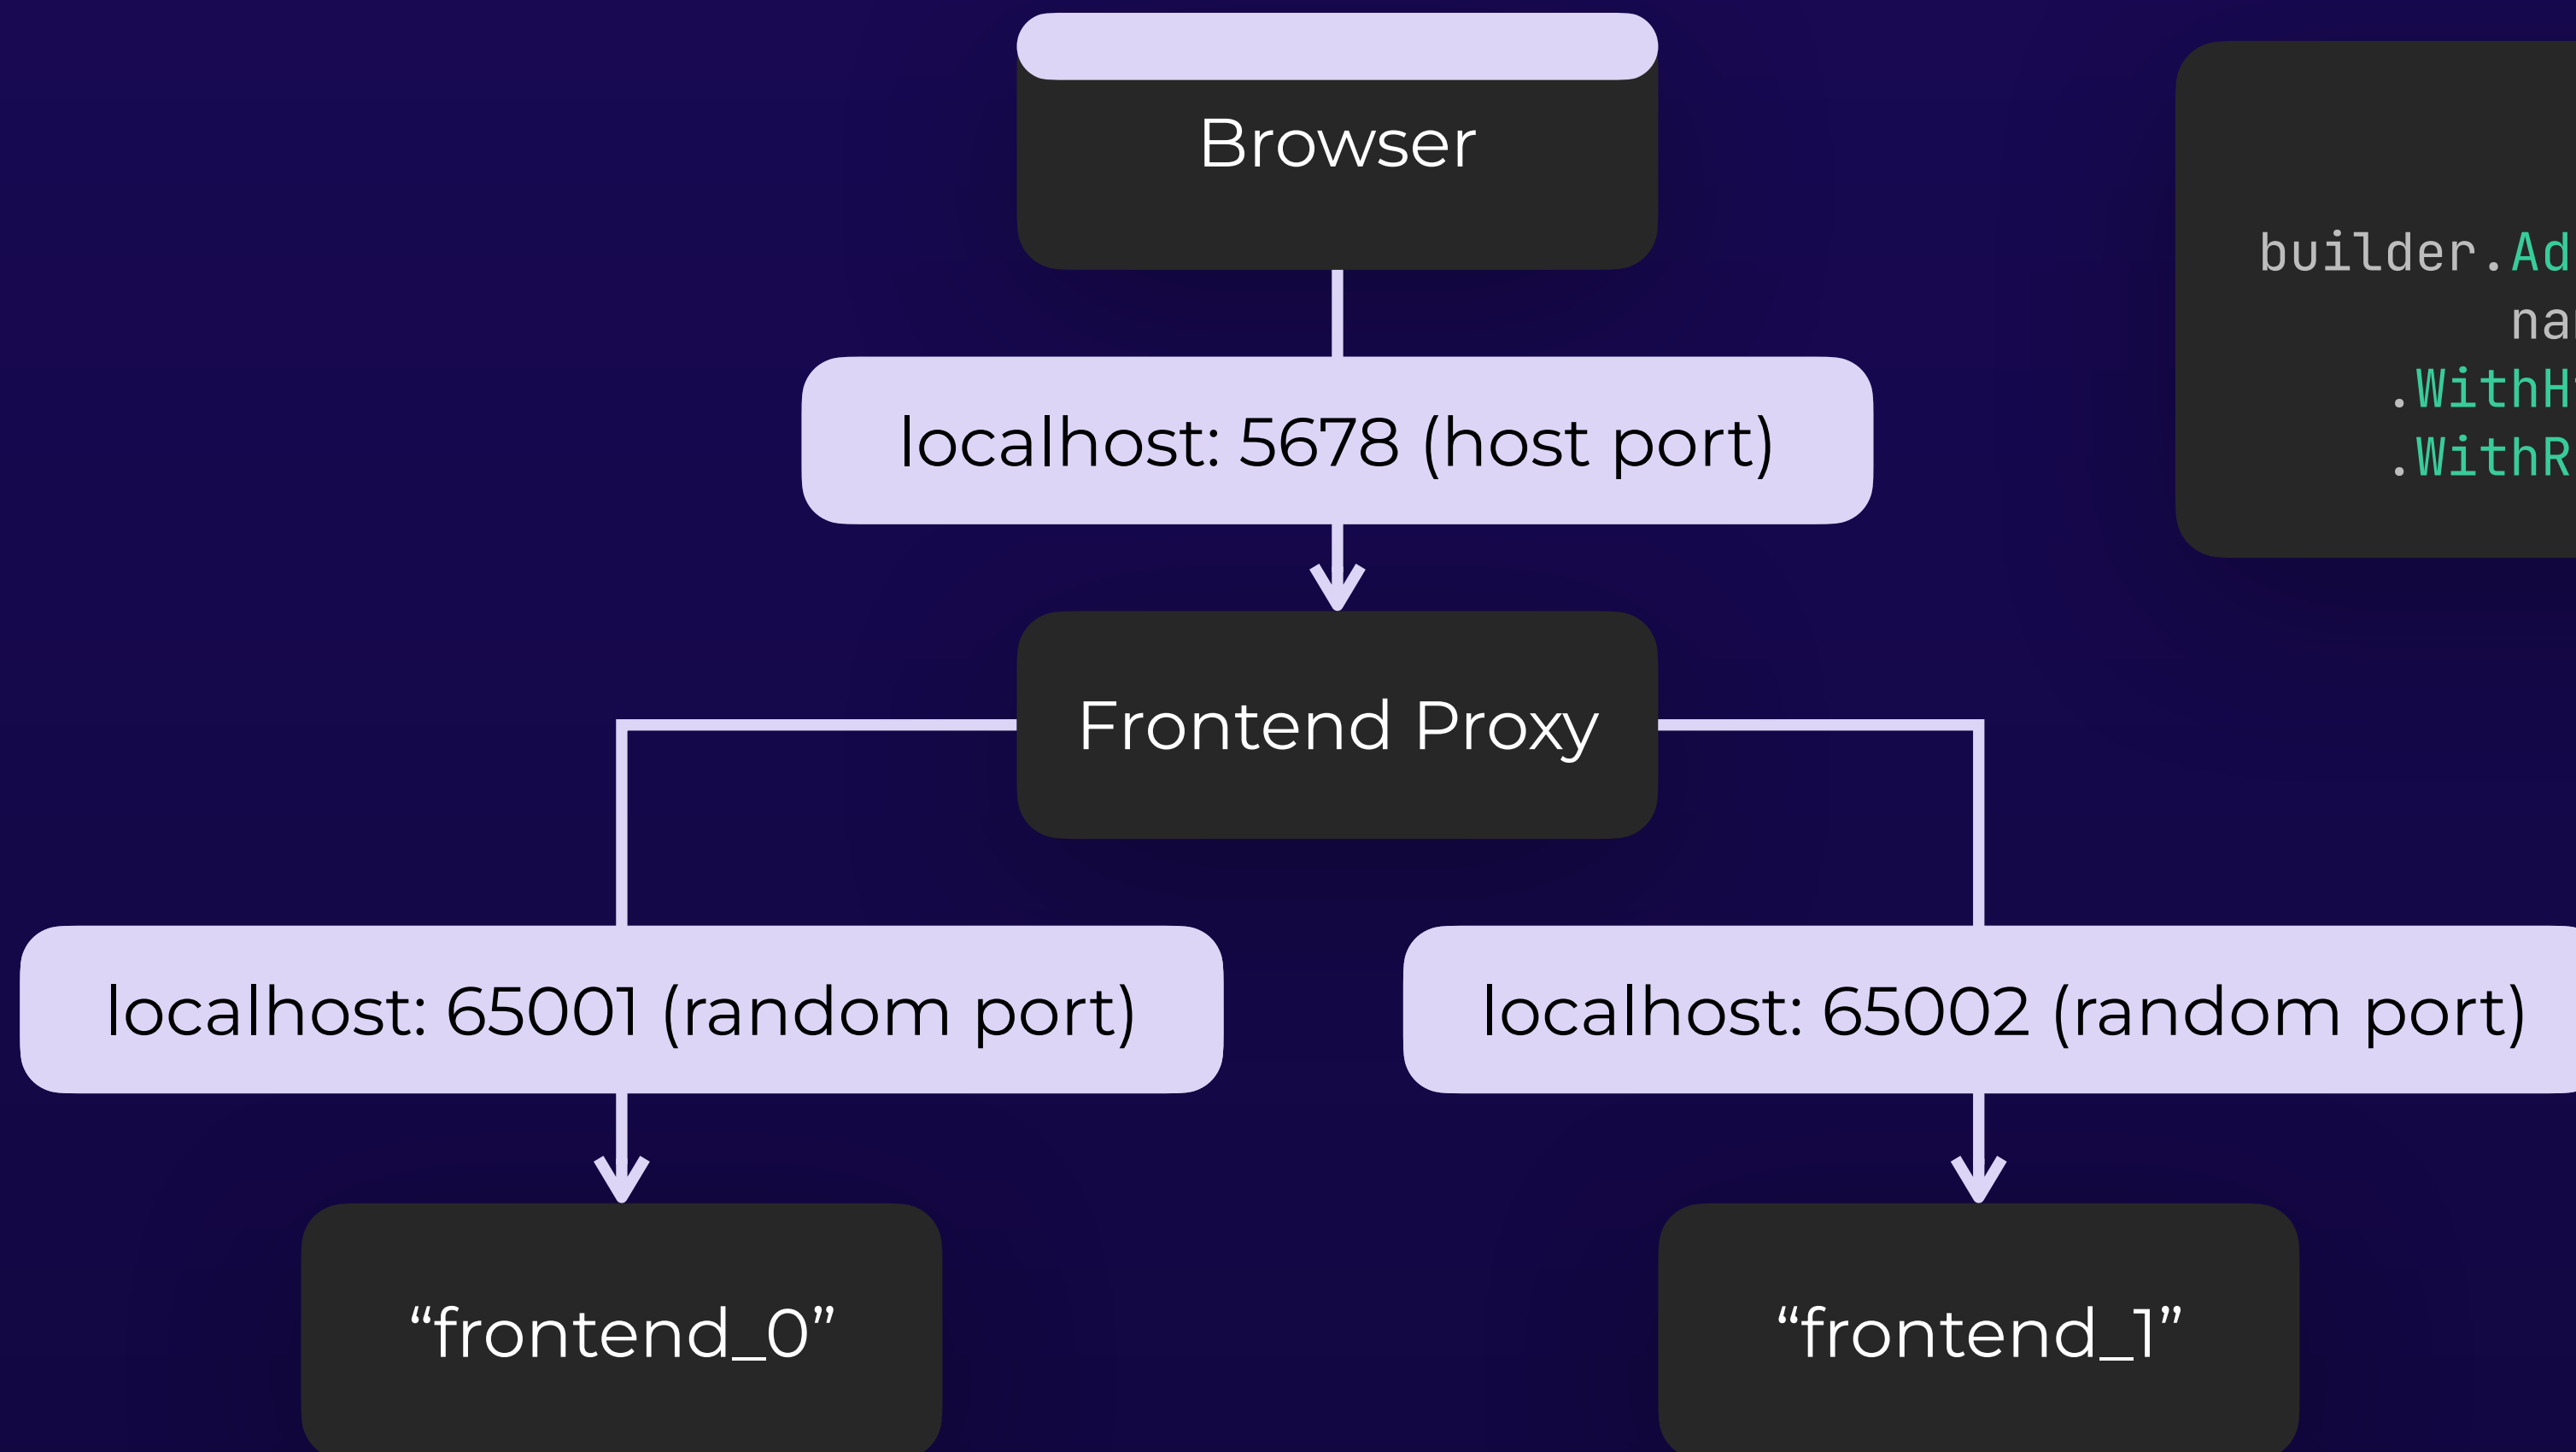 Browser
localhost: 5678 (host port)
Frontend Proxy
localhost: 65001 (random port)
localhost: 65002 (random port)
“frontend_0”
“frontend_1”
builder.Ad
na
.WithH
.WithR